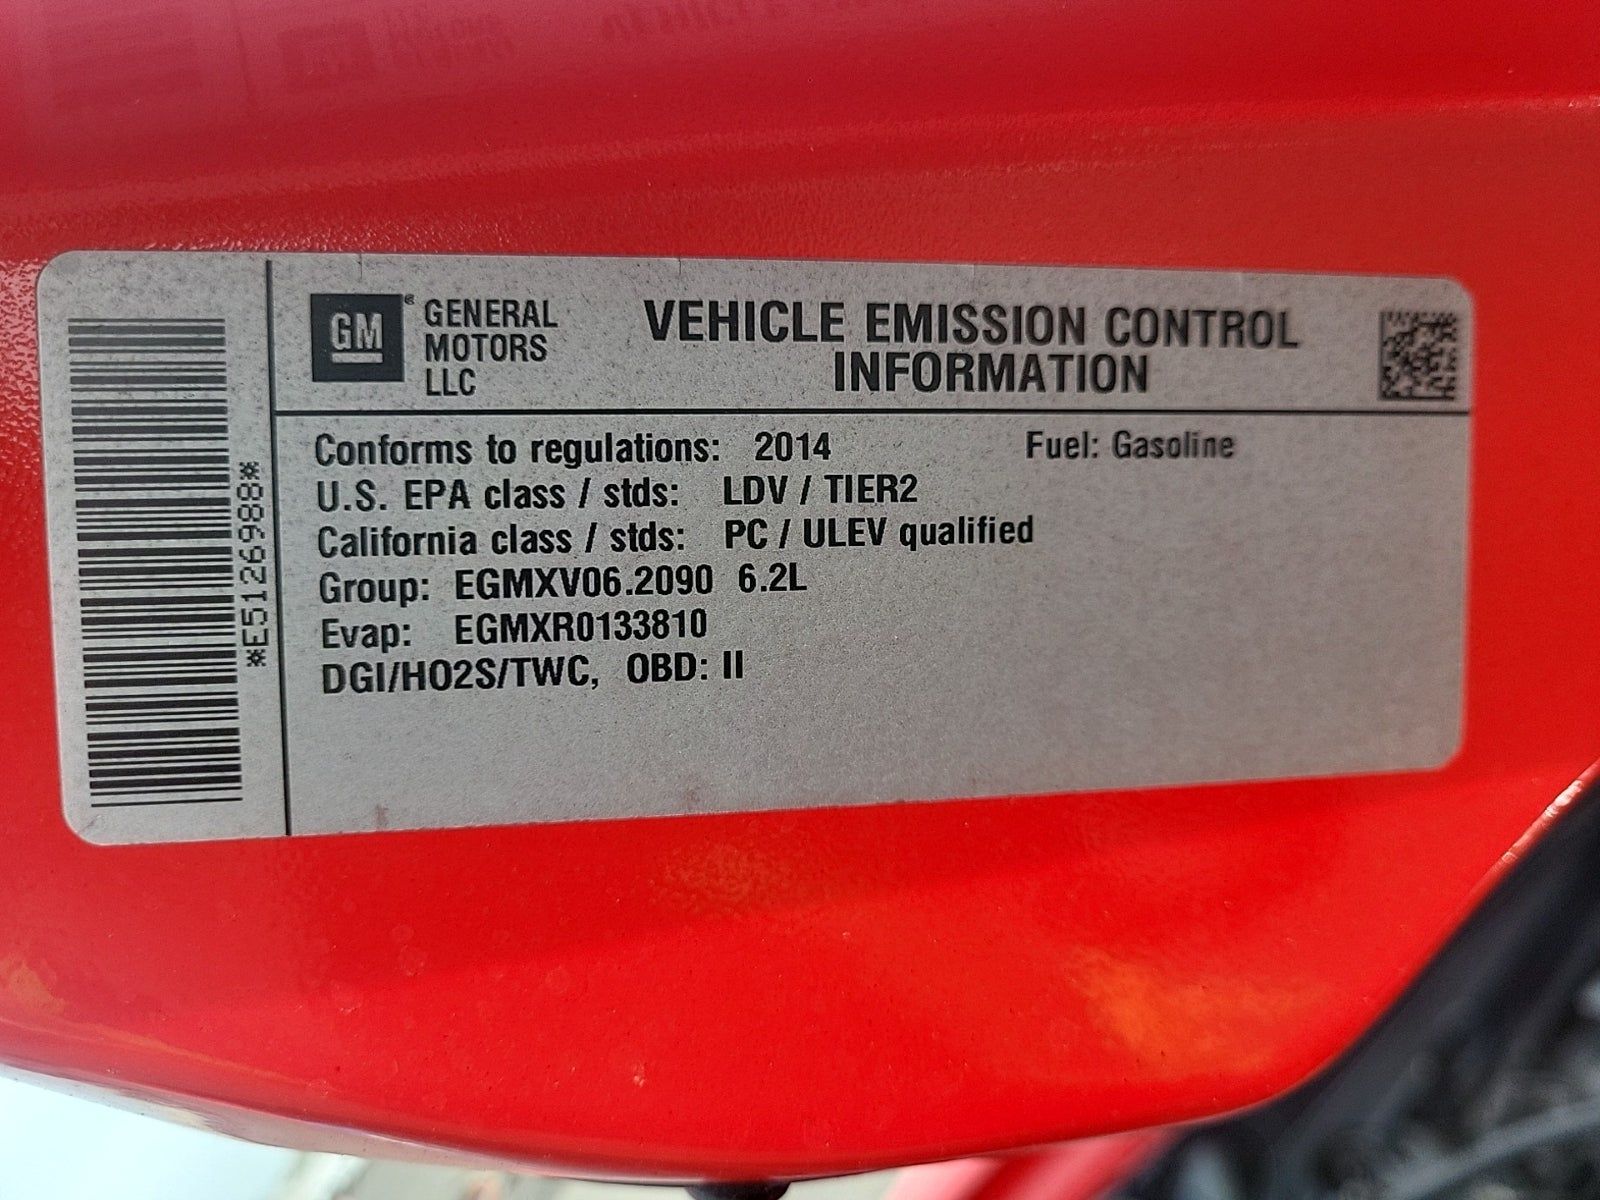 GM
GENERAL
MOTORS
LLC
VEHICLE EMISSION CONTROL
INFORMATION
Conforms to regulations: 2014 Fuel: Gasoline
U.S. EPA class / stds: LDV / TIER2
California class / stds: PC / ULEV qualified
Group: EGMXV06.2090 6.2L
Evap: EGMXR0133810
DGI/HO2S/TWC, OBD: II
*E5126988*